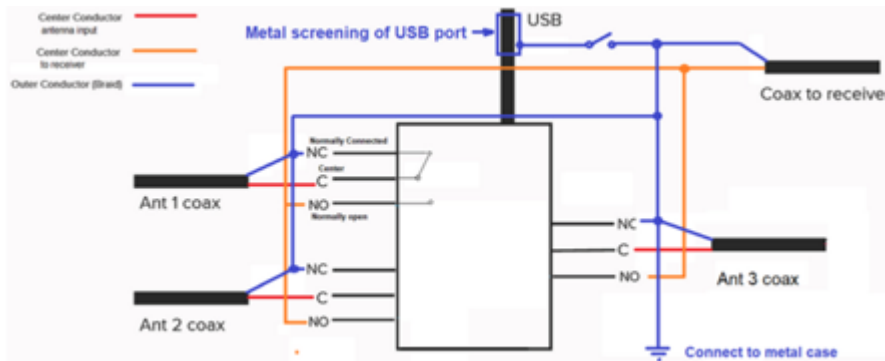 Center Conductor
antenna input
Center Conductor
to receiver
Outer Conductor (Braid)
Metal screening of USB port
USB
Coax to receive
Normally Connected
NC
Center
C
NO
Normally open
Ant 1 coax
NC
C
NO
Ant 2 coax
NC
C
NO
Ant 3 coax
Connect to metal case